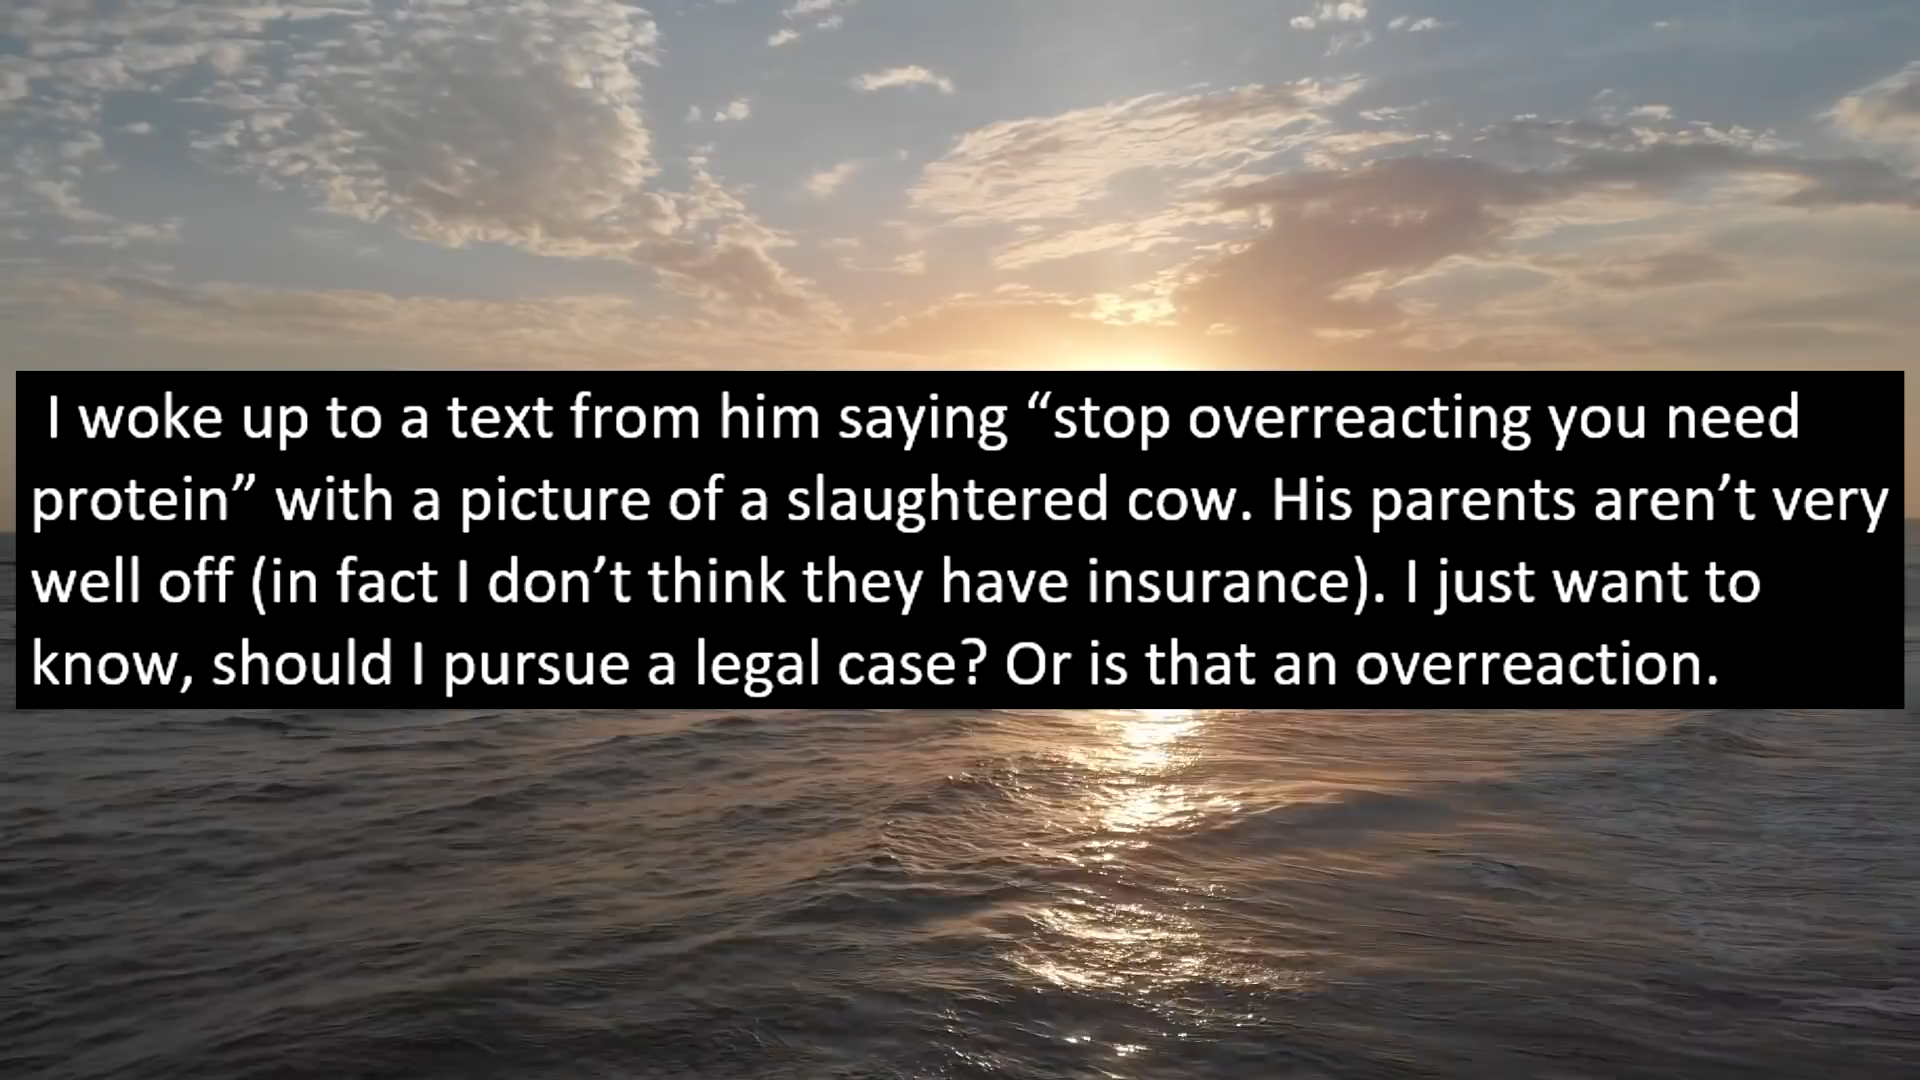 I woke up to a text from him saying “stop overreacting you need
protein” with a picture of a slaughtered cow. His parents aren’t very
well off (in fact I don’t think they have insurance). I just want to
know, should I pursue a legal case? Or is that an overreaction.